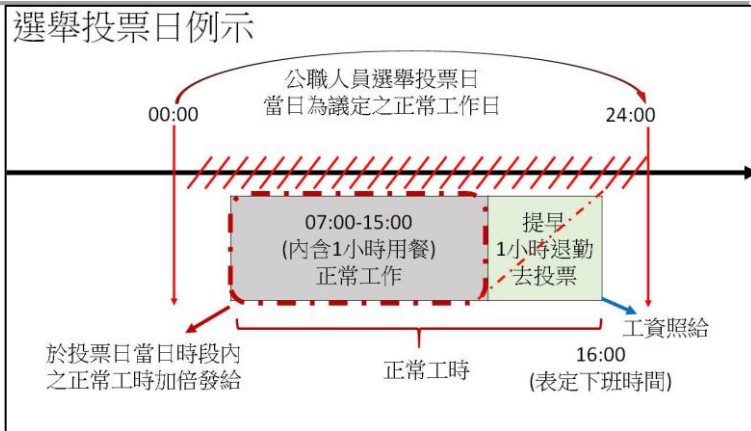 選舉投票日例示
公職人員選舉投票日
當日為議定之正常工作日
00:00
24:00
07:00-15:00
(內含1小時用餐)
正常工作
提早
1小時退勤
去投票
工資照給
於投票日當日時段內
之正常工時加倍發給
正常工時
16:00
(表定下班時間)